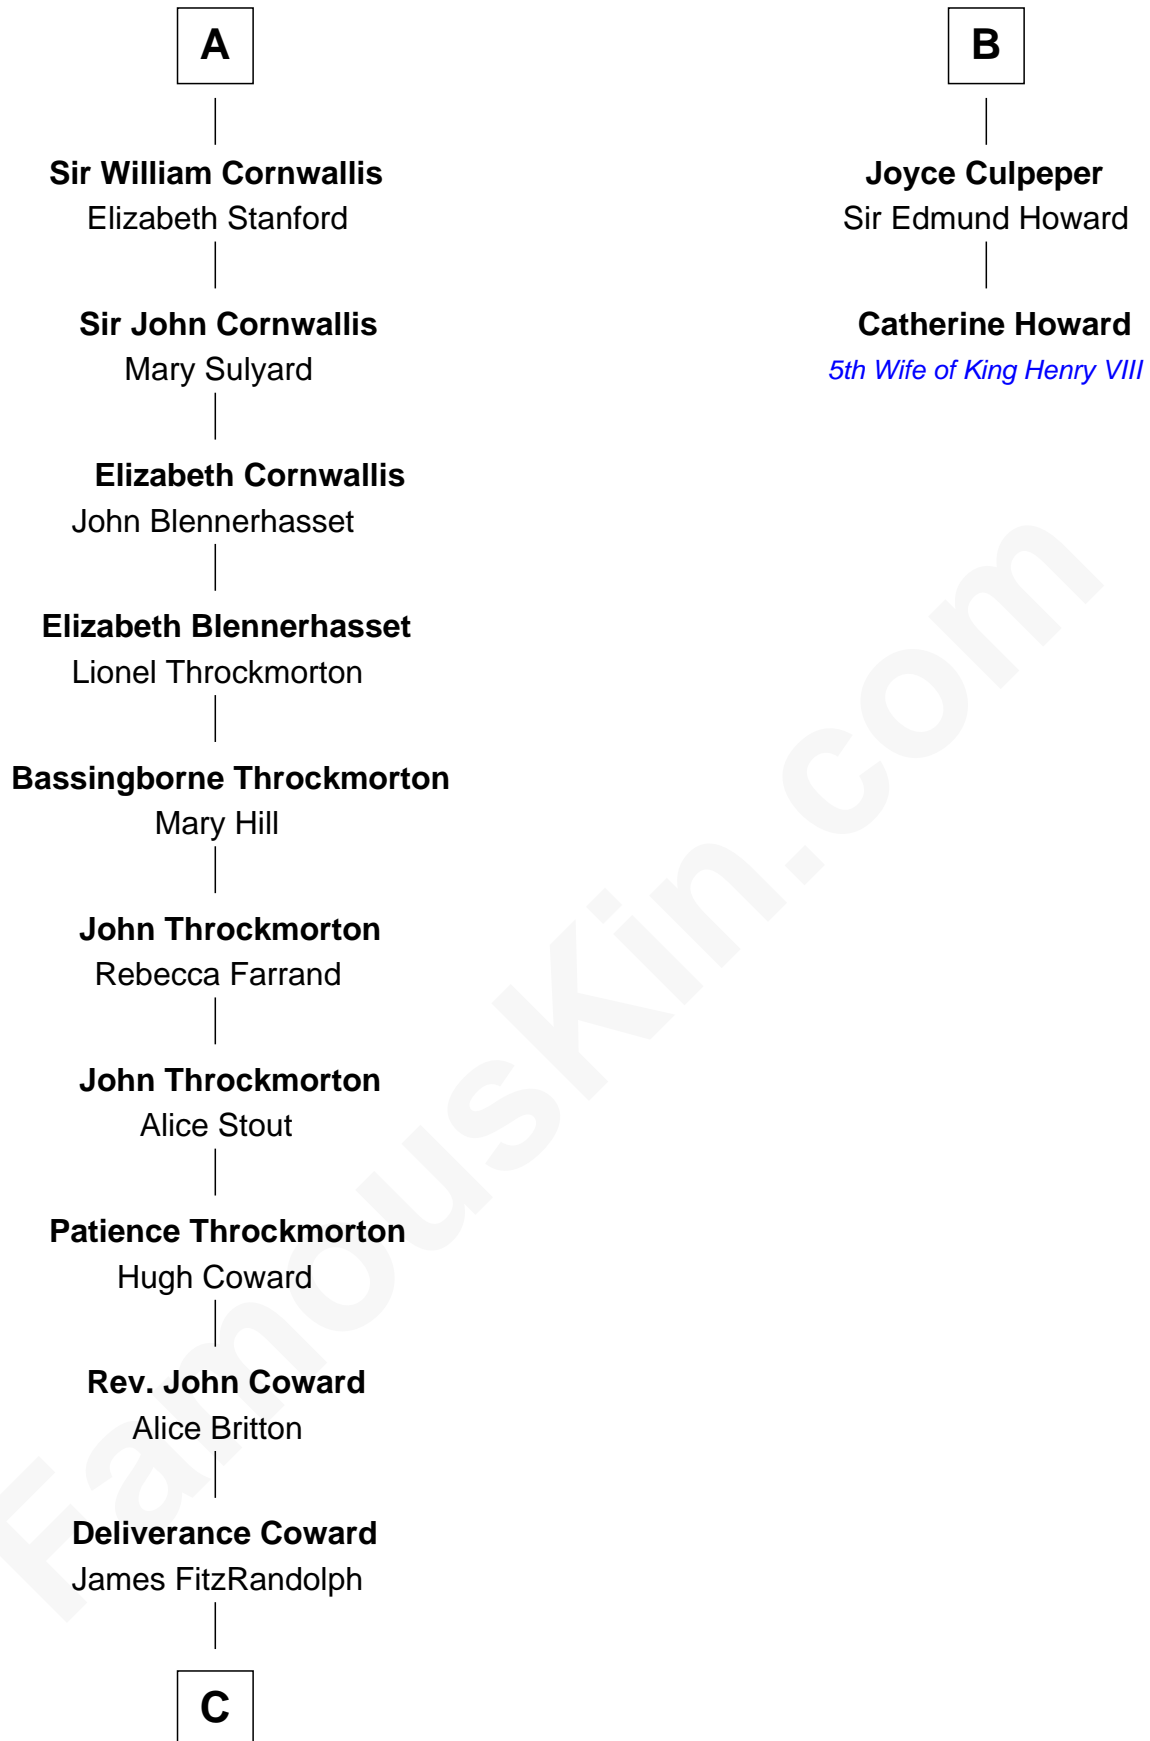 A
Sir William Cornwallis
Elizabeth Stanford
Sir John Cornwallis
Mary Sulyard
Elizabeth Cornwallis
John Blennerhasset
Elizabeth Blennerhasset
Lionel Throckmorton
Bassingborne Throckmorton
Mary Hill
John Throckmorton
Rebecca Farrand
John Throckmorton
Alice Stout
Patience Throckmorton
Hugh Coward
Rev. John Coward
Alice Britton
Deliverance Coward
James FitzRandolph
C
B
Joyce Culpeper
Sir Edmund Howard
Catherine Howard
5th Wife of King Henry VIII
FamousKin.com